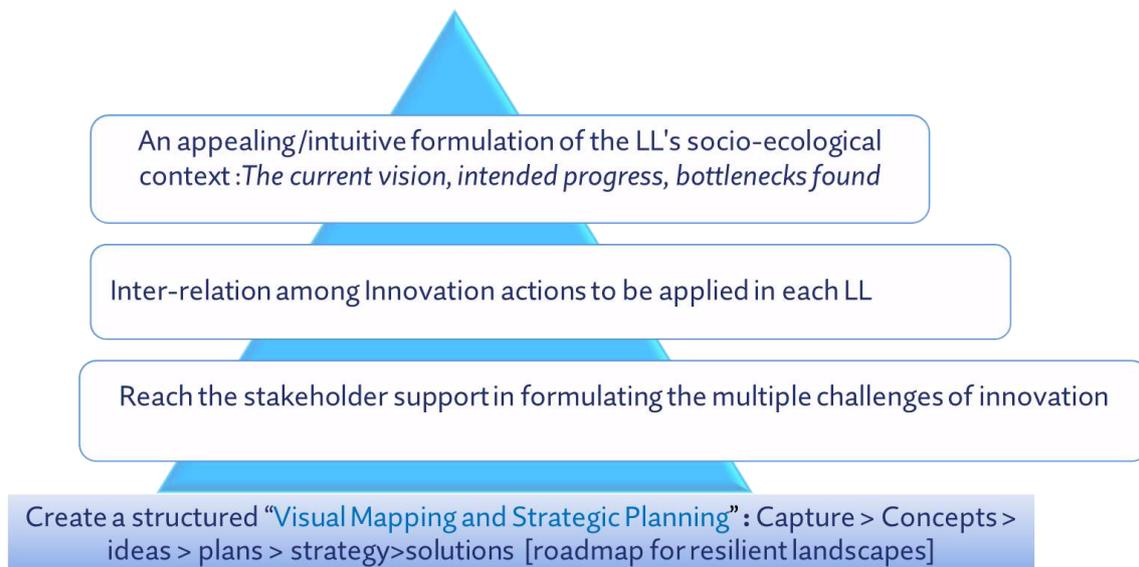 An appealing/intuitive formulation of the LL's socio-ecological
context :The current vision, intended progress, bottlenecks found
Inter-relation among Innovation actions to be applied in each LL
Reach the stakeholder support in formulating the multiple challenges of innovation
Create a structured “Visual Mapping and Strategic Planning” : Capture > Concepts >
ideas > plans > strategy>solutions [roadmap for resilient landscapes]